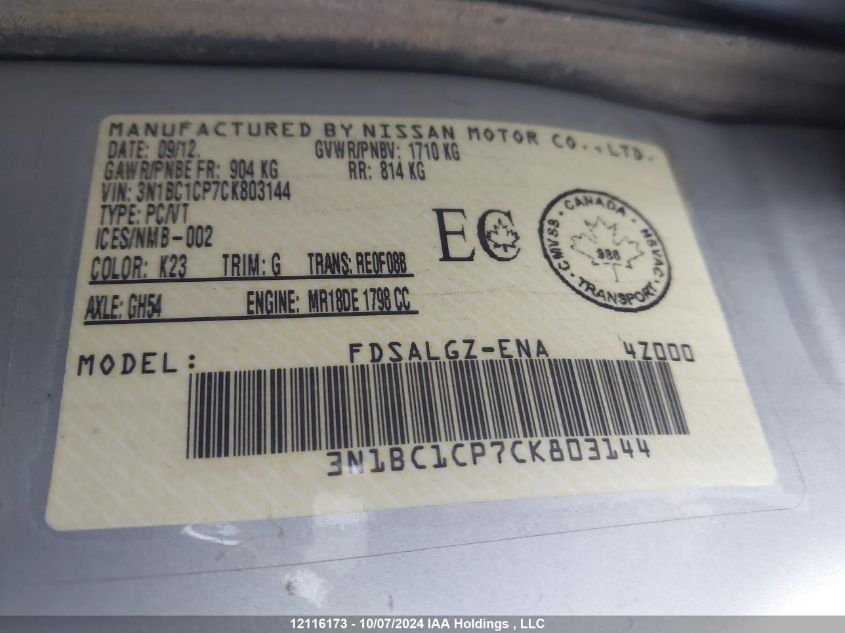 MANUFACTURED BY NISSAN MOTOR CO., LTD.
DATE: 09/12. GVWR/PNBV: 1710 KG
GAWR/PNBE FR: 904 KG RR: 814 KG
VIN: 3N1BC1CP7CK803144
TYPE: PC/VT
ICES/NMB-002
EC
CANADA
CMVSS NSVAC
986
TRANSPORT
COLOR: K23 TRIM: G TRANS: RE0F08B
AXLE: GH54 ENGINE: MR18DE 1798 CC
MODEL: FDSALGZ-ENA 4Z000
3N1BC1CP7CK803144
12116173 - 10/07/2024 IAA Holdings , LLC